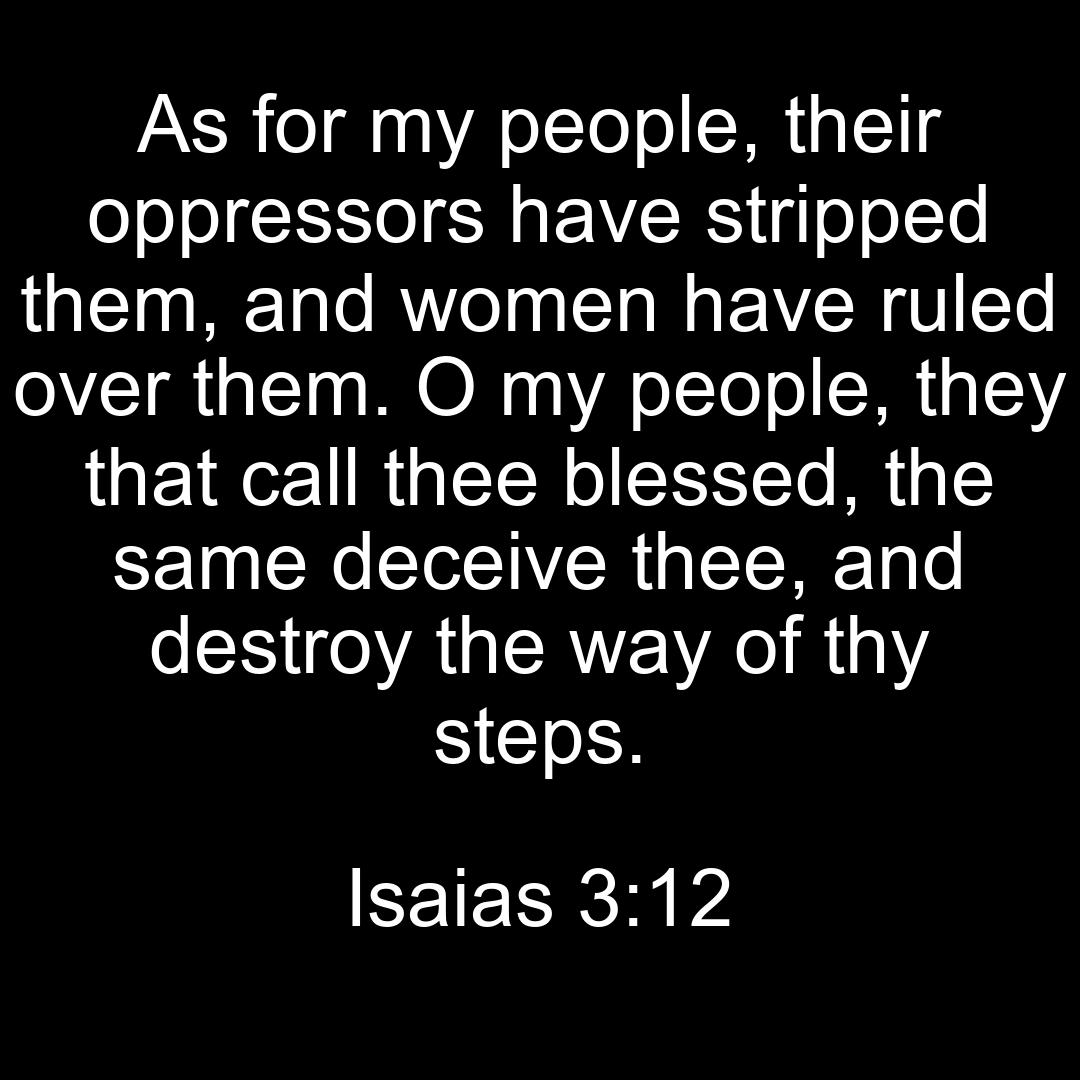 As for my people, their
oppressors have stripped
them, and women have ruled
over them. O my people, they
that call thee blessed, the
same deceive thee, and
destroy the way of thy
steps.
Isaias 3:12